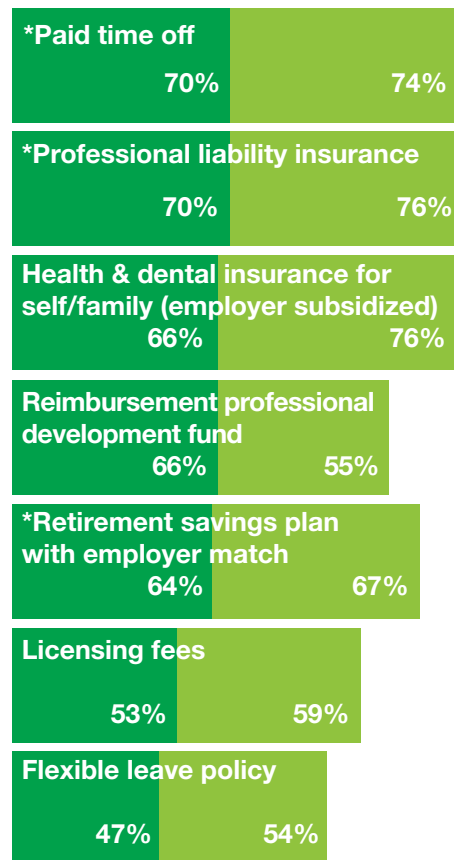 *Paid time off
70% 74%
*Professional liability insurance
70% 76%
Health & dental insurance for
self/family (employer subsidized)
66% 76%
Reimbursement professional
development fund
66% 55%
*Retirement savings plan
with employer match
64% 67%
Licensing fees
53% 59%
Flexible leave policy
47% 54%